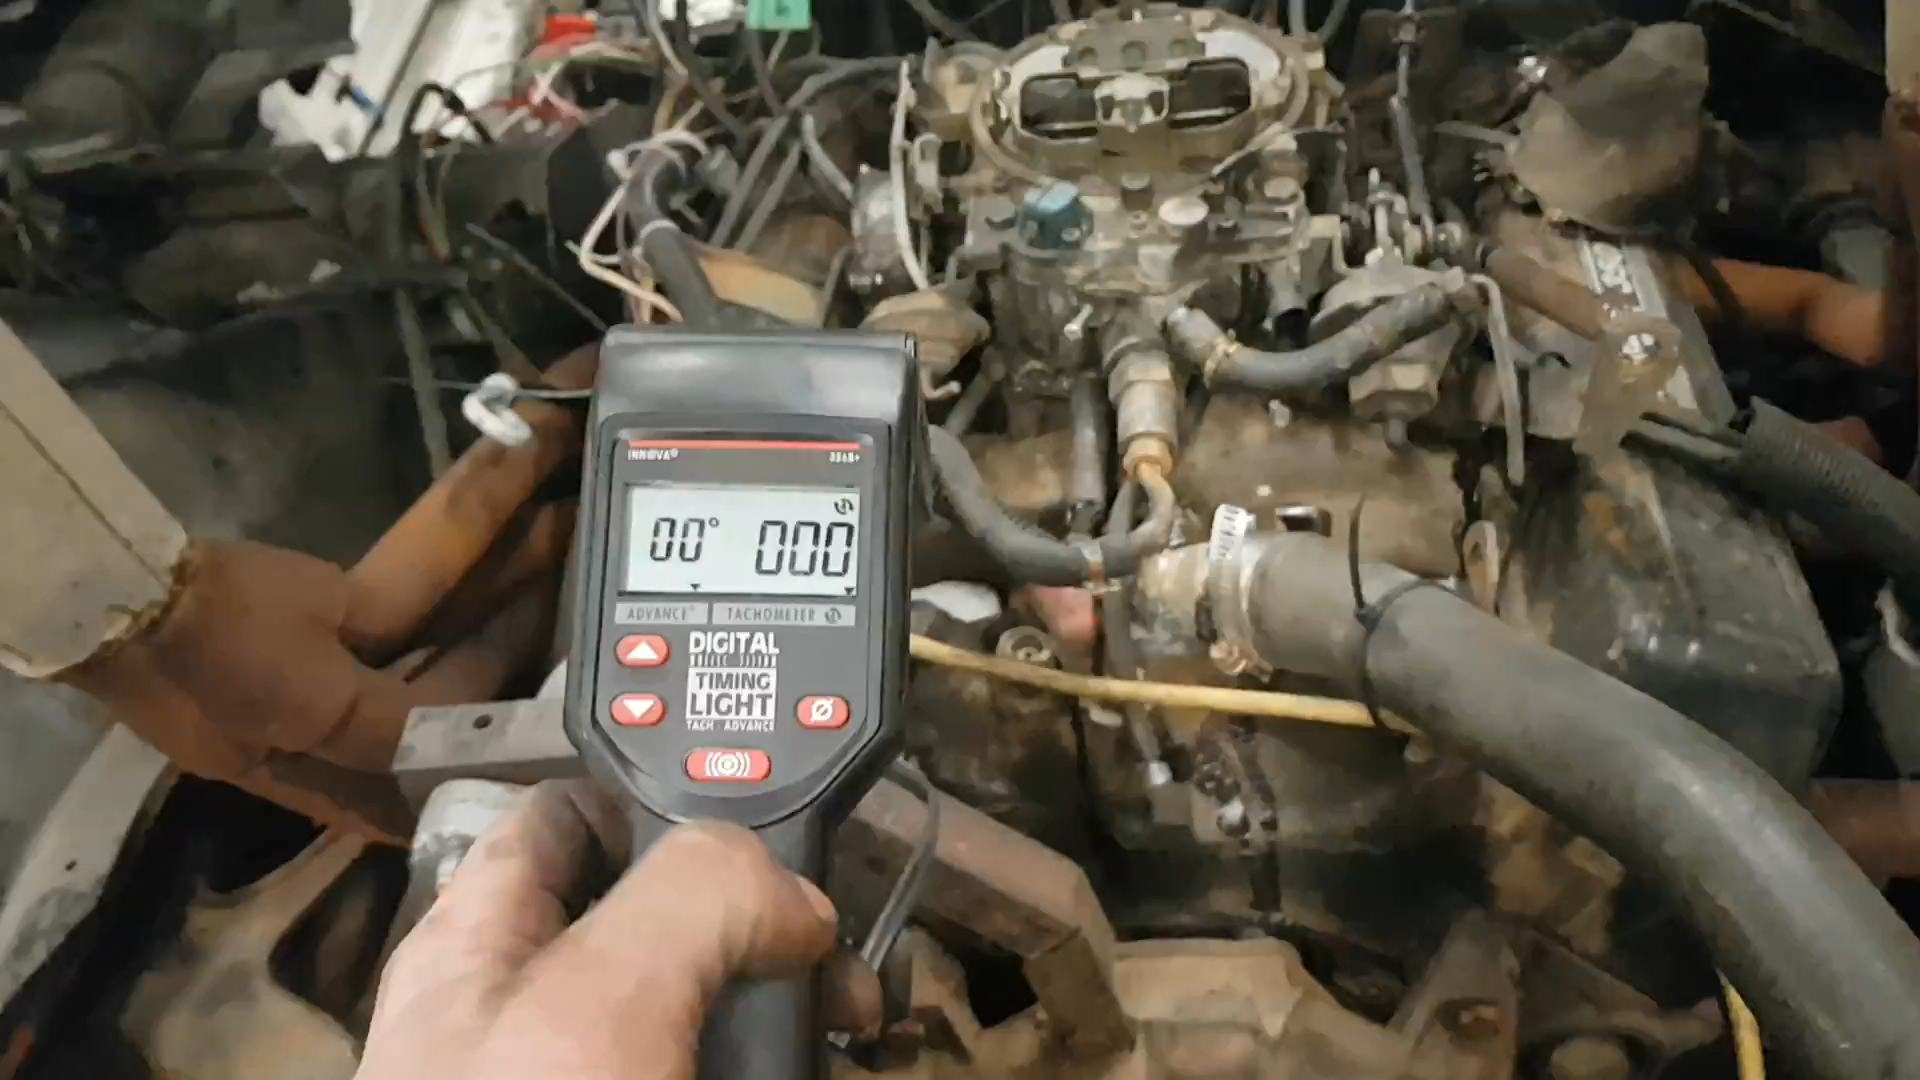 INNOVA®
3568+
00° 000
ADVANCE° TACHOMETER
DIGITAL
TIMING
LIGHT
TACH ADVANCE